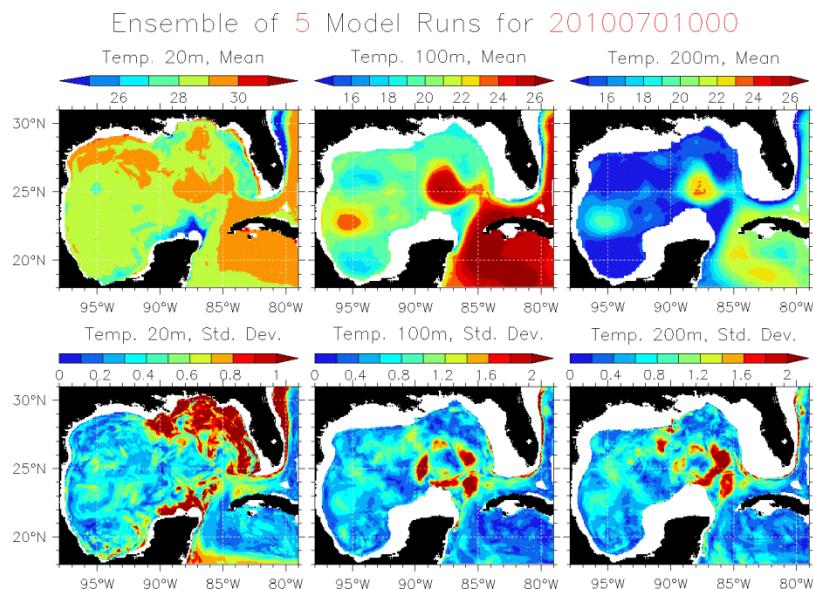 Ensemble of 5 Model Runs for 20100701000
Temp. 20m, Mean Temp. 100m, Mean Temp. 200m, Mean
26 28 30 16 18 20 22 24 26 16 18 20 22 24 26
30°N
25°N
20°N
95°W 90°W 85°W 80°W 95°W 90°W 85°W 80°W 95°W 90°W 85°W 80°W
Temp. 20m, Std. Dev. Temp. 100m, Std. Dev. Temp. 200m, Std. Dev.
0 0.2 0.4 0.6 0.8 1 0 0.4 0.8 1.2 1.6 2 0 0.4 0.8 1.2 1.6 2
30°N
25°N
20°N
95°W 90°W 85°W 80°W 95°W 90°W 85°W 80°W 95°W 90°W 85°W 80°W